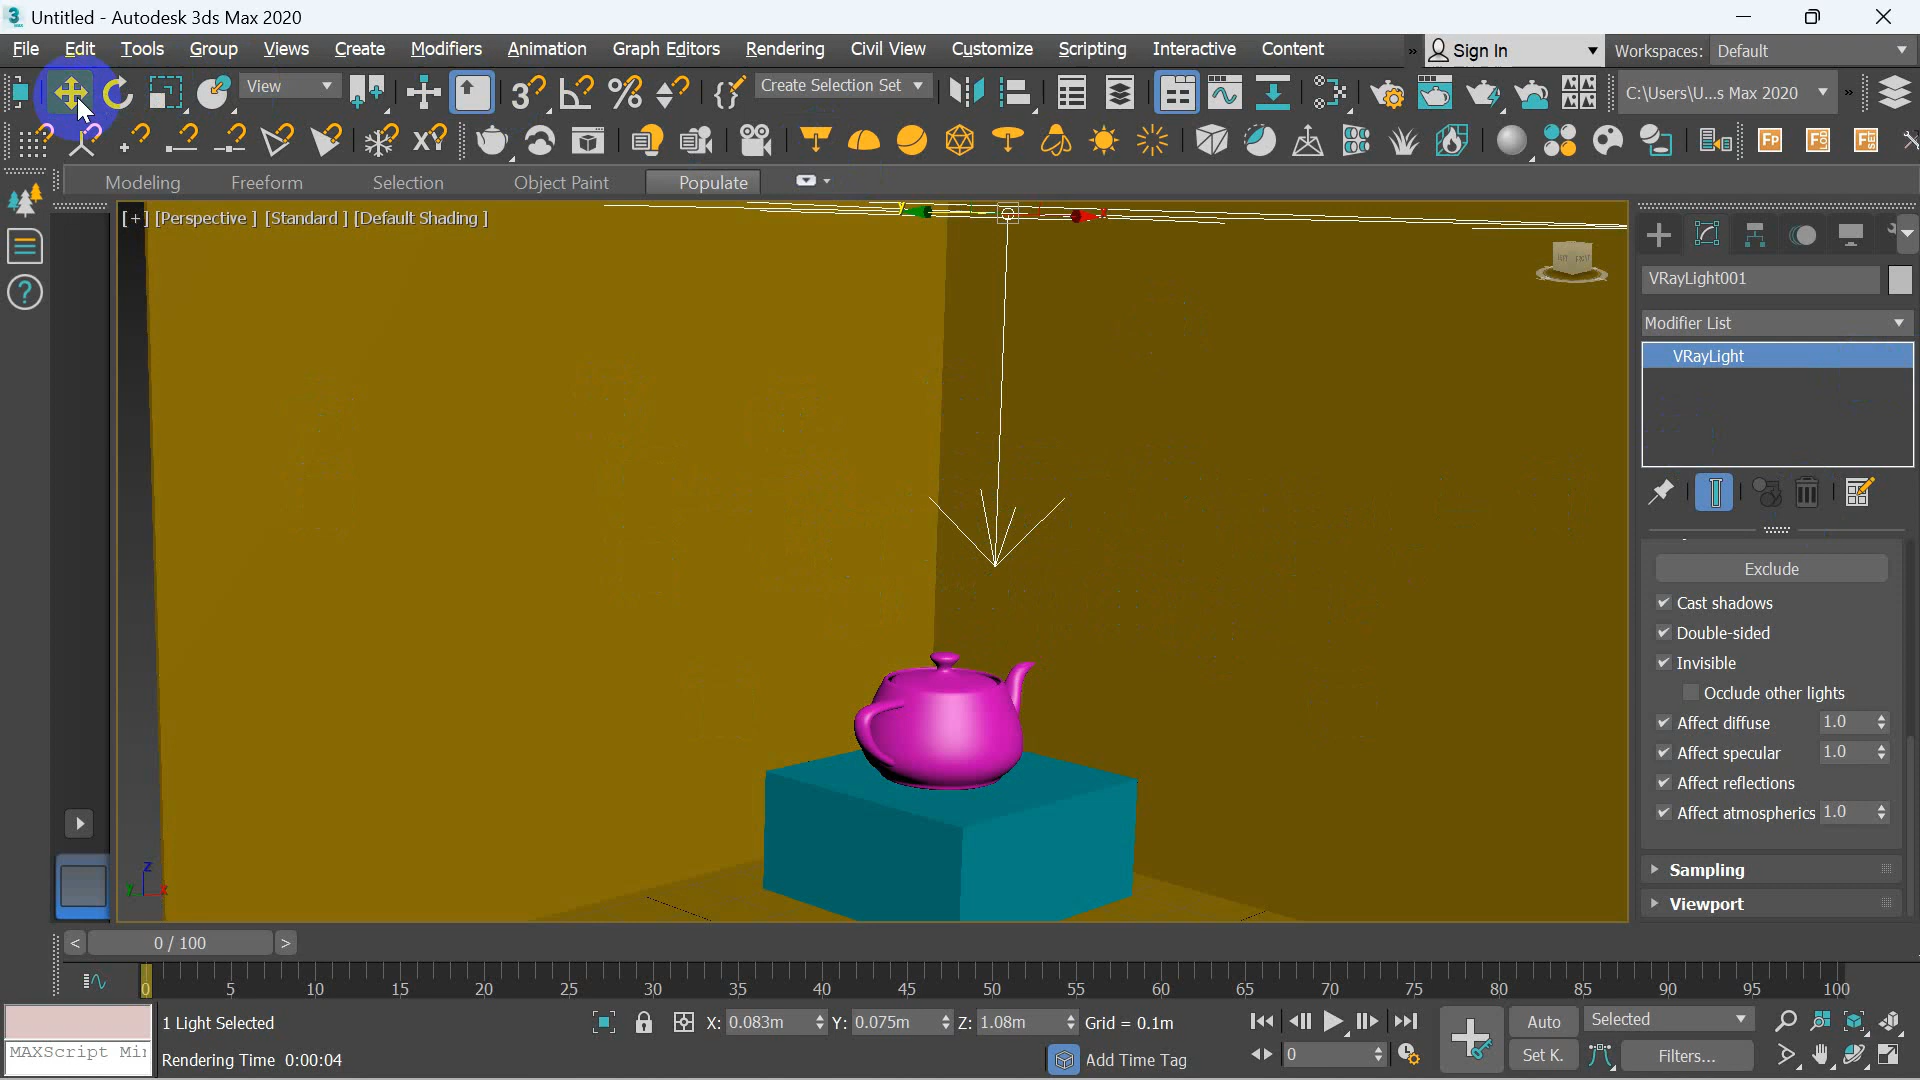 Untitled - Autodesk 3ds Max 2020
File Edit Tools Group Views Create Modifiers Animation Graph Editors Rendering Civil View Customize Scripting Interactive Content
» Sign In Workspaces: Default
View Create Selection Set C:\Users\U...s Max 2020 »
Modeling Freeform Selection Object Paint Populate
[+] [Perspective ] [Standard ] [Default Shading ]
VRayLight001
Modifier List
VRayLight
Exclude
Cast shadows
Double-sided
Invisible
Occlude other lights
Affect diffuse 1.0
Affect specular 1.0
Affect reflections
Affect atmospherics 1.0
Sampling
Viewport
< 0 / 100 >
0 5 10 15 20 25 30 35 40 45 50 55 60 65 70 75 80 85 90 95 100
1 Light Selected X: 0.083m Y: 0.075m Z: 1.08m Grid = 0.1m Auto Selected
MAXScript Mi Rendering Time 0:00:04 Add Time Tag 0 Set K. Filters...